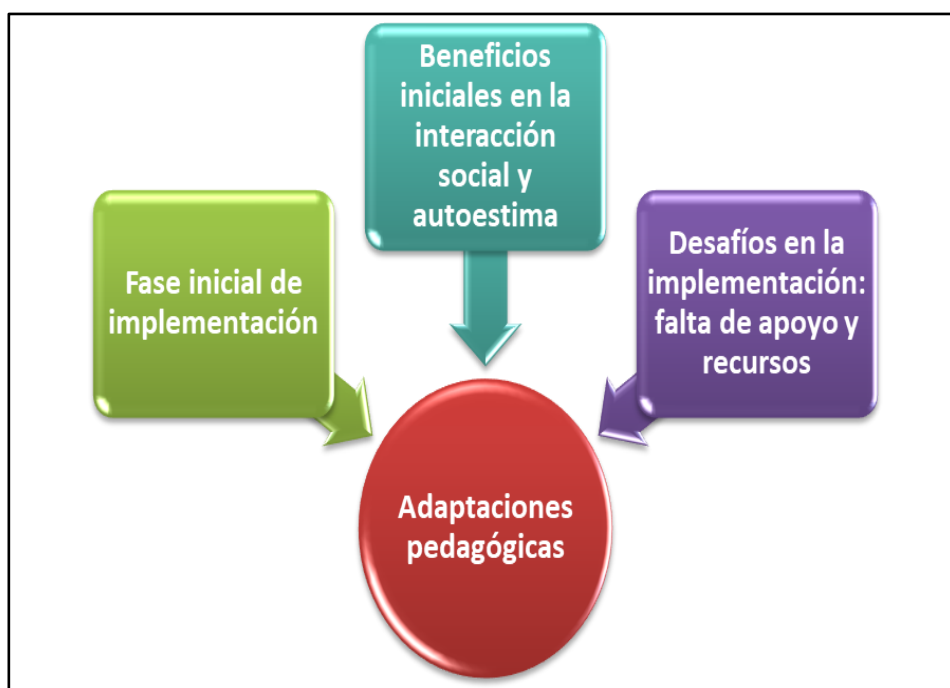 Beneficios
iniciales en la
interacción
social y
autoestima
Fase inicial de
implementación
Desafíos en la
implementación:
falta de apoyo y
recursos
Adaptaciones
pedagógicas